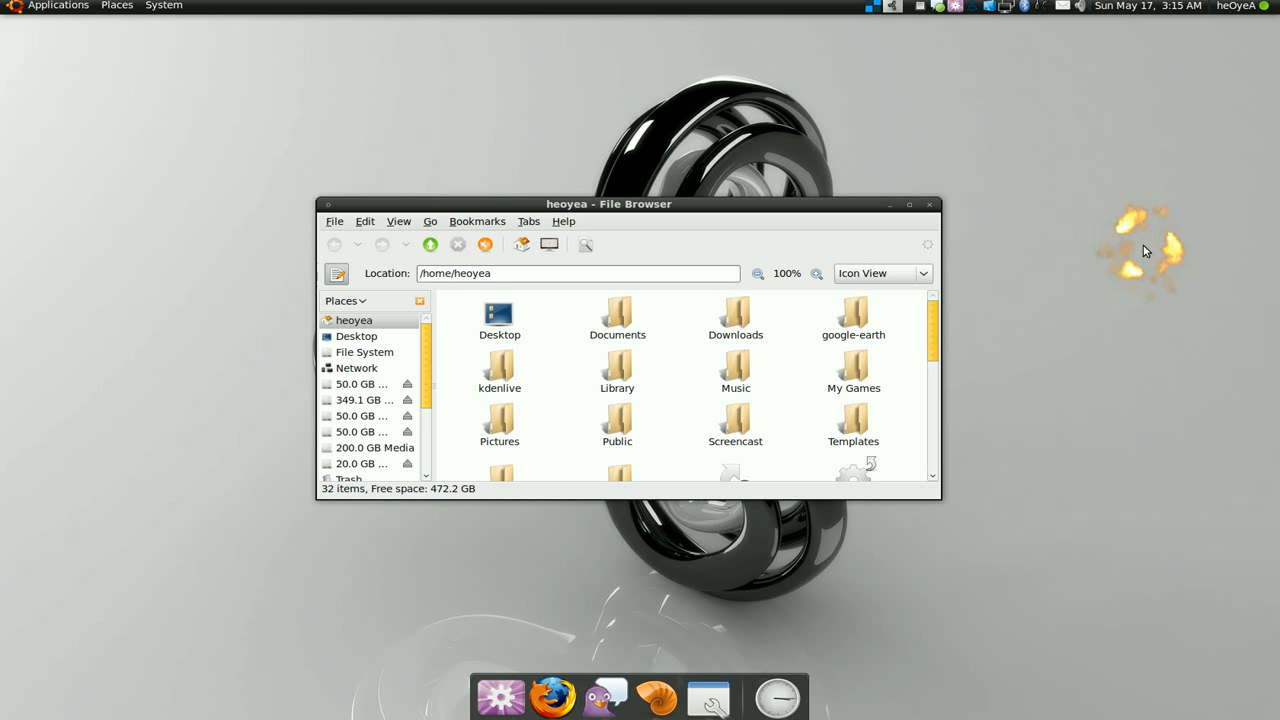 Applications Places System
Sun May 17, 3:15 AM heOyeA
heoyea - File Browser
File Edit View Go Bookmarks Tabs Help
Location: /home/heoyea 100% Icon View
Places
heoyea
Desktop
File System
Network
50.0 GB ...
349.1 GB ...
50.0 GB ...
50.0 GB ...
200.0 GB Media
20.0 GB ...
Trash
Desktop Documents Downloads google-earth
kdenlive Library Music My Games
Pictures Public Screencast Templates
5
32 items, Free space: 472.2 GB